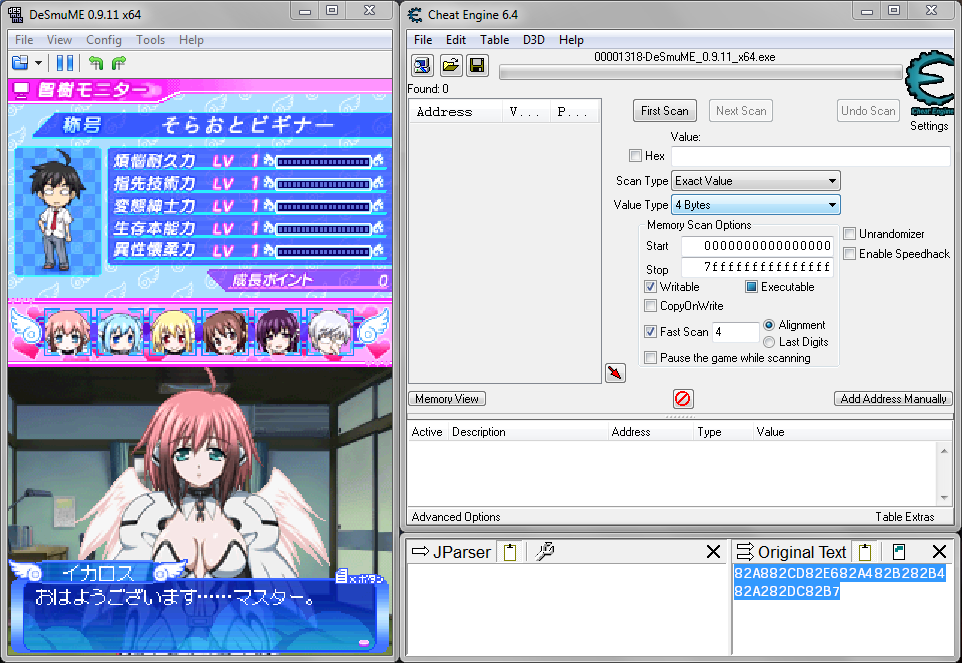 DeSmuME 0.9.11 x64
File View Config Tools Help
智樹モニター
称号 そらおとビギナー
煩悩耐久力 LV 1
指先技術力 LV 1
変態紳士力 LV 1
生存本能力 LV 1
異性懐柔力 LV 1
成長ポイント 0
イカロス
×ボタン
おはようございます……マスター。
Cheat Engine 6.4
File Edit Table D3D Help
00001318-DeSmuME_0.9.11_x64.exe
Found: 0
Address V... P...
First Scan Next Scan Undo Scan
Cheat Engine
Settings
Value:
Hex
Scan Type Exact Value
Value Type 4 Bytes
Memory Scan Options
Start 0000000000000000
Stop 7fffffffffffffff
Writable Executable
CopyOnWrite
Fast Scan 4 Alignment
Last Digits
Pause the game while scanning
Unrandomizer
Enable Speedhack
Memory View Add Address Manually
Active Description Address Type Value
Advanced Options Table Extras
JParser
Original Text
82A882CD82E682A482B282B4
82A282DC82B7